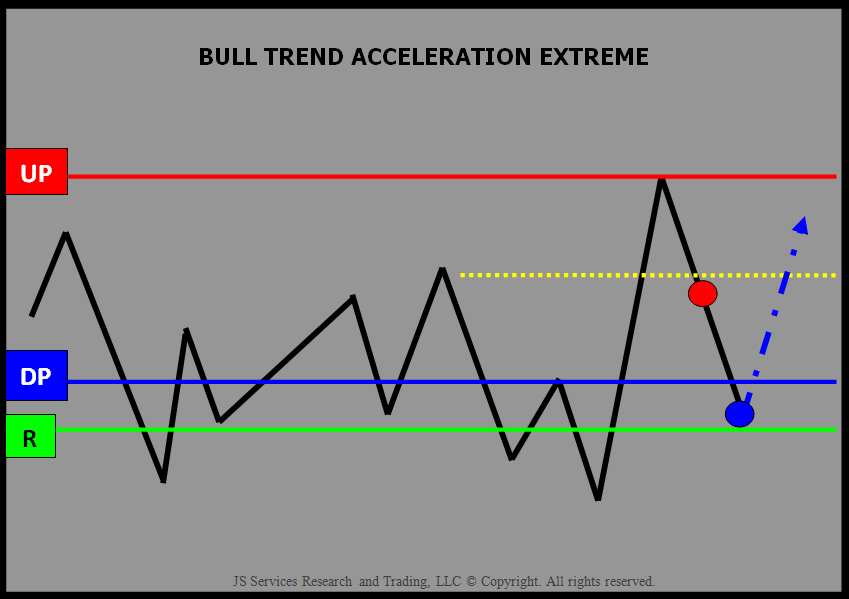 BULL TREND ACCELERATION EXTREME
UP
DP
R
JS Services Research and Trading, LLC © Copyright. All rights reserved.